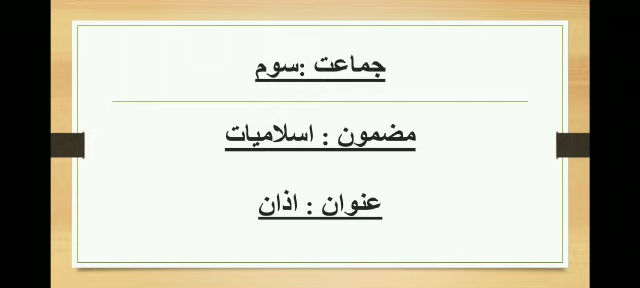 جماعت :سوم
مضمون : اسلامیات
عنوان : اذان